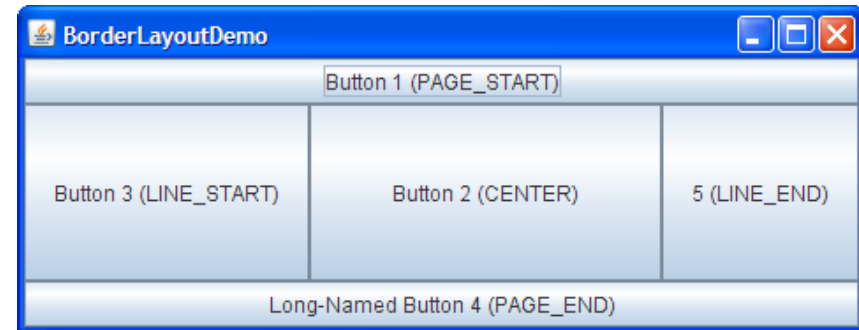 BorderLayoutDemo
Button 1 (PAGE_START)
Button 3 (LINE_START)
Button 2 (CENTER)
5 (LINE_END)
Long-Named Button 4 (PAGE_END)